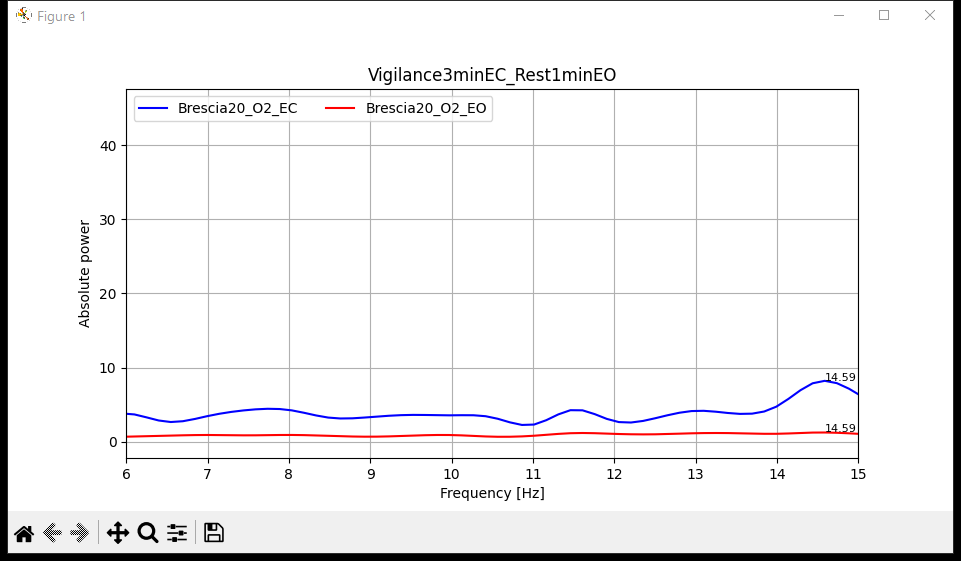 Figure 1
Vigilance3minEC_Rest1minEO
Brescia20_O2_EC Brescia20_O2_EO
40
30
20
10
0
Absolute power
14.59
14.59
6 7 8 9 10 11 12 13 14 15
Frequency [Hz]